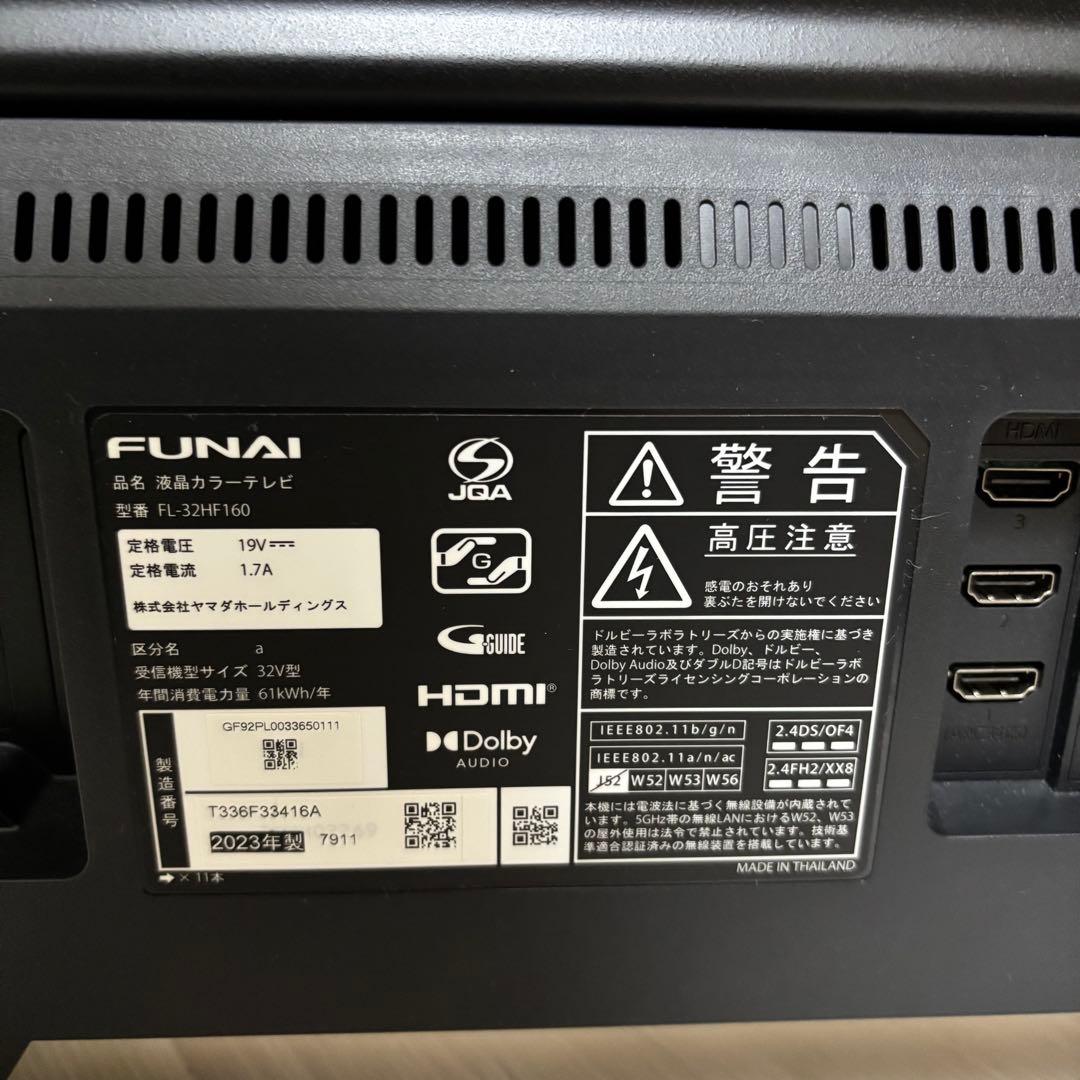 FUNAI
品名 液晶カラーテレビ
型番 FL-32HF160
定格電圧 19V
定格電流 1.7A
株式会社ヤマダホールディングス
区分名 a
受信機型サイズ 32V型
年間消費電力量 61kWh/年
製造番号
GF92PL0033650111
T336F33416A
2023年製 7911
× 11本
JQA
G
G-GUIDE
HDMI®
Dolby
AUDIO
警告
高圧注意
感電のおそれあり
裏ぶたを開けないでください
ドルビーラボラトリーズからの実施権に基づき
製造されています。Dolby、ドルビー、
Dolby Audio及びダブルD記号はドルビーラボ
ラトリーズライセンシングコーポレーションの
商標です。
IEEE802.11b/g/n
2.4DS/OF4
IEEE802.11a/n/ac
J52 W52 W53 W56
2.4FH2/XX8
本機には電波法に基づく無線設備が内蔵されて
います。5GHz帯の無線LANにおけるW52、W53
の屋外使用は法令で禁止されています。技術基
準適合認証済みの無線装置を搭載しています。
MADE IN THAILAND
HDMI
3
2
1